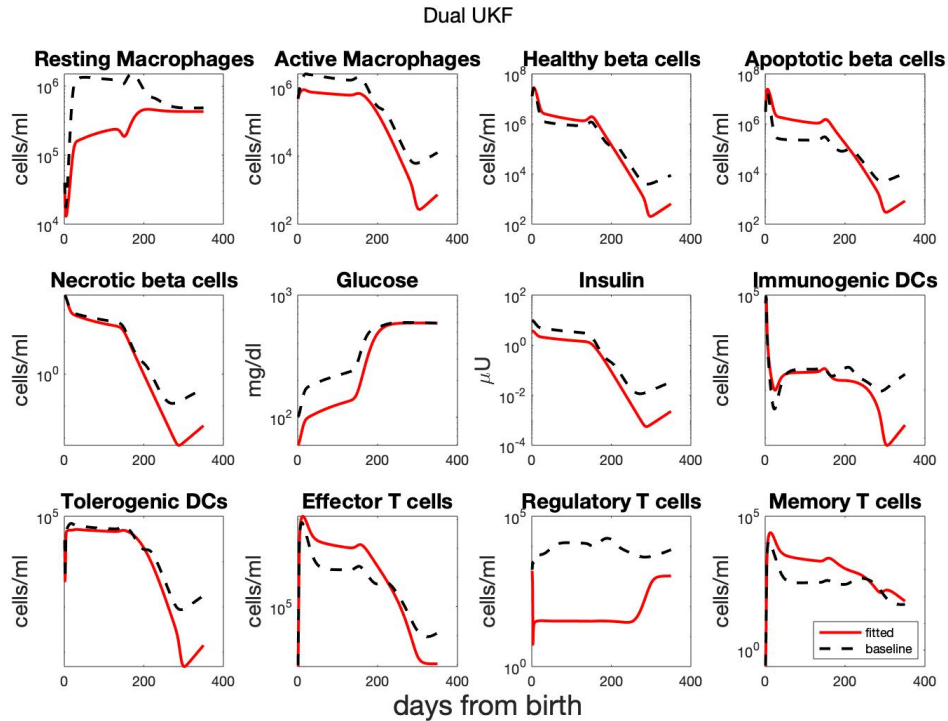 Dual UKF
Resting Macrophages Active Macrophages Healthy beta cells Apoptotic beta cells
cells/ml 10^6 10^5 10^4 0 200 400
cells/ml 10^6 10^4 10^2 0 200 400
cells/ml 10^8 10^6 10^4 10^2 0 200 400
cells/ml 10^8 10^6 10^4 10^2 0 200 400
Necrotic beta cells Glucose Insulin Immunogenic DCs
cells/ml 10^0 0 200 400
mg/dl 10^3 10^2 0 200 400
μU 10^2 10^0 10^-2 10^-4 0 200 400
cells/ml 10^5 0 200 400
Tolerogenic DCs Effector T cells Regulatory T cells Memory T cells
cells/ml 10^5 0 200 400
cells/ml 10^5 0 200 400
cells/ml 10^5 10^0 0 200 400
cells/ml 10^5 10^0 0 200 400
fitted
baseline
days from birth